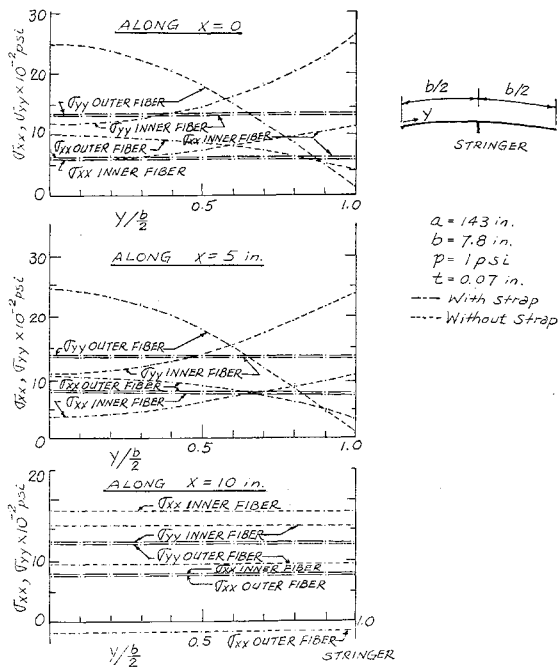 ALONG X=0
σxx, σyy × 10⁻² psi
30
20
10
0
σyy OUTER FIBER
σyy INNER FIBER
σxx OUTER FIBER
σxx INNER FIBER
σxx INNER FIBER
Y/b/2
0.5
1.0
b/2
b/2
Y
STRINGER
a = 143 in.
b = 7.8 in.
p = 1 psi
t = 0.07 in.
With strap
Without strap
ALONG X = 5 in.
σxx, σyy × 10⁻² psi
30
20
10
0
σyy OUTER FIBER
σyy INNER FIBER
σxx OUTER FIBER
σxx INNER FIBER
Y/b/2
0.5
1.0
ALONG X = 10 in.
σxx, σyy × 10⁻² psi
20
10
0
σxx INNER FIBER
σyy INNER FIBER
σyy OUTER FIBER
σxx INNER FIBER
σxx OUTER FIBER
1.0
σxx OUTER FIBER
Y/b/2
0.5
STRINGER